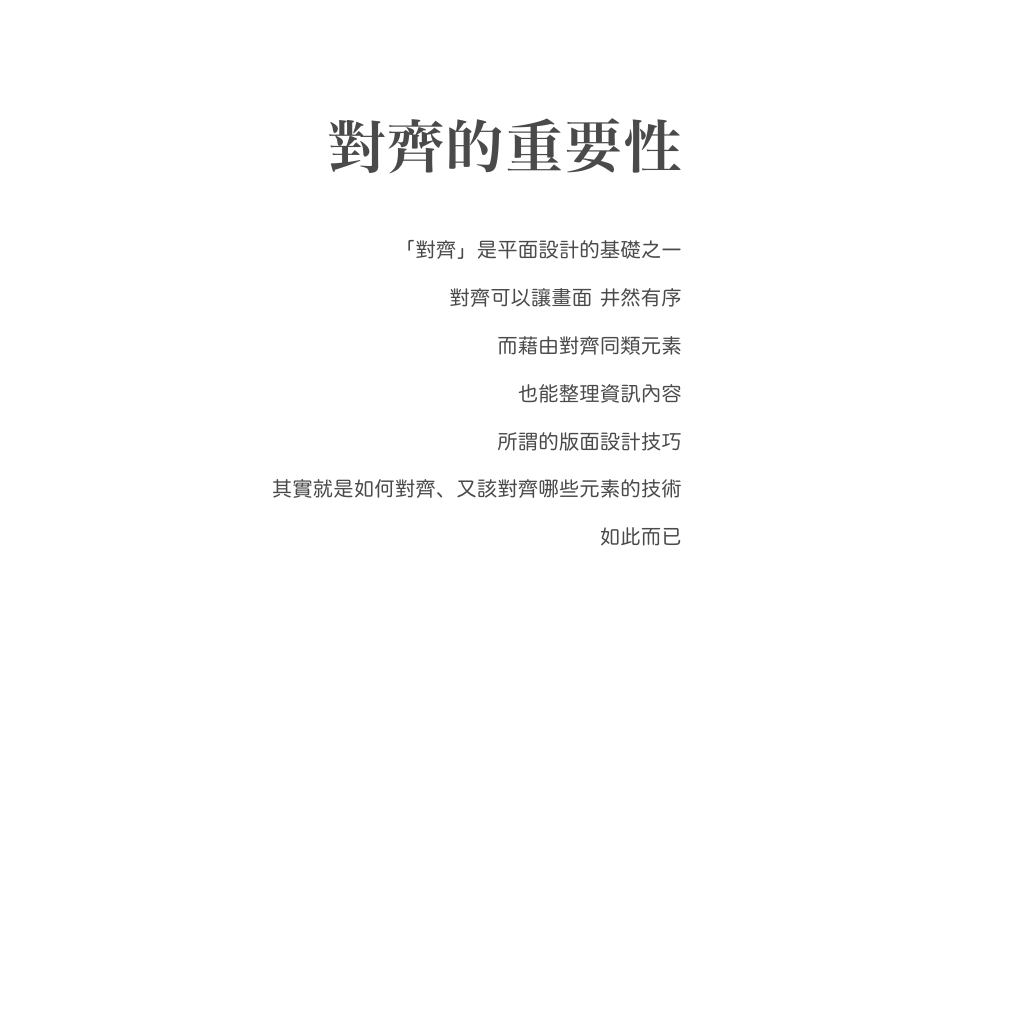 對齊的重要性
「對齊」是平面設計的基礎之一
對齊可以讓畫面 井然有序
而藉由對齊同類元素
也能整理資訊內容
所謂的版面設計技巧
其實就是如何對齊、又該對齊哪些元素的技術
如此而已